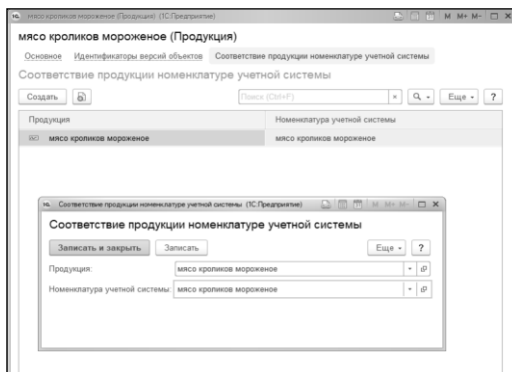 мясо кроликов мороженое (Продукция) (1С:Предприятие) M M+ M-
мясо кроликов мороженое (Продукция)
Основное Идентификаторы версий объектов Соответствие продукции номенклатуре учетной системы
Соответствие продукции номенклатуре учетной системы
Создать Поиск (Ctrl+F) × Еще ?
Продукция Номенклатура учетной системы
мясо кроликов мороженое мясо кроликов мороженое
Соответствие продукции номенклатуре учетной системы (1С:Предприятие) M M+ M-
Соответствие продукции номенклатуре учетной системы
Записать и закрыть Записать Еще ?
Продукция: мясо кроликов мороженое
Номенклатура учетной системы: мясо кроликов мороженое